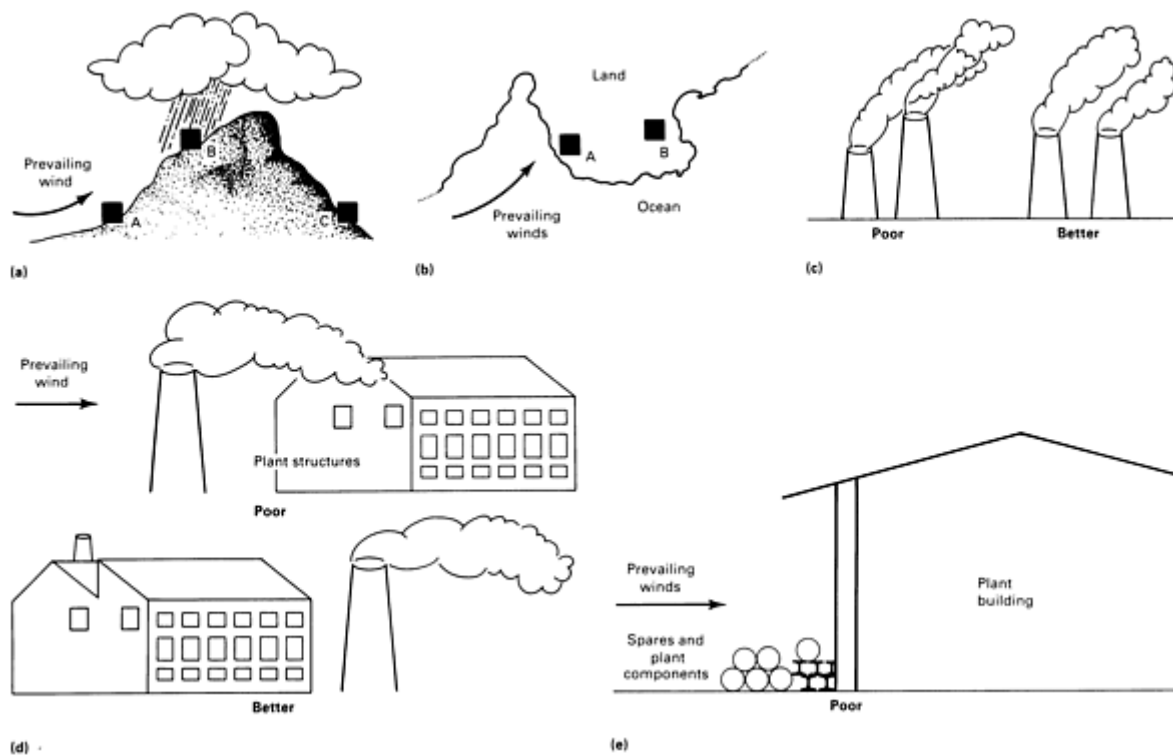 Prevailing
wind
A
B
C
(a)
Land
A
B
Prevailing
winds
Ocean
(b)
Poor
Better
(c)
Prevailing
wind
Plant structures
Poor
Better
(d)
Prevailing
winds
Spares and
plant
components
Plant
building
Poor
(e)